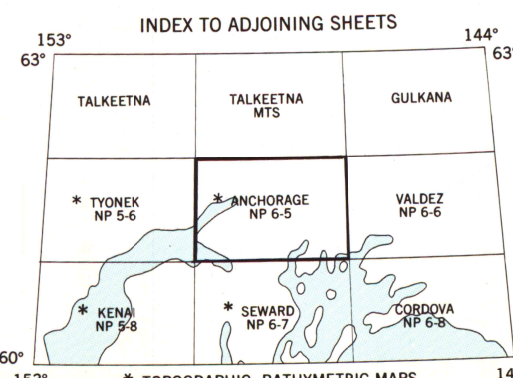 INDEX TO ADJOINING SHEETS
153° 144°
63° 63°
TALKEETNA TALKEETNA MTS GULKANA
* TYONEK NP 5-6 * ANCHORAGE NP 6-5 VALDEZ NP 6-6
* KENAI NP 5-8 * SEWARD NP 6-7 CORDOVA NP 6-8
60°
153° * TOPOGRAPHIC-BATHYMETRIC MAPS